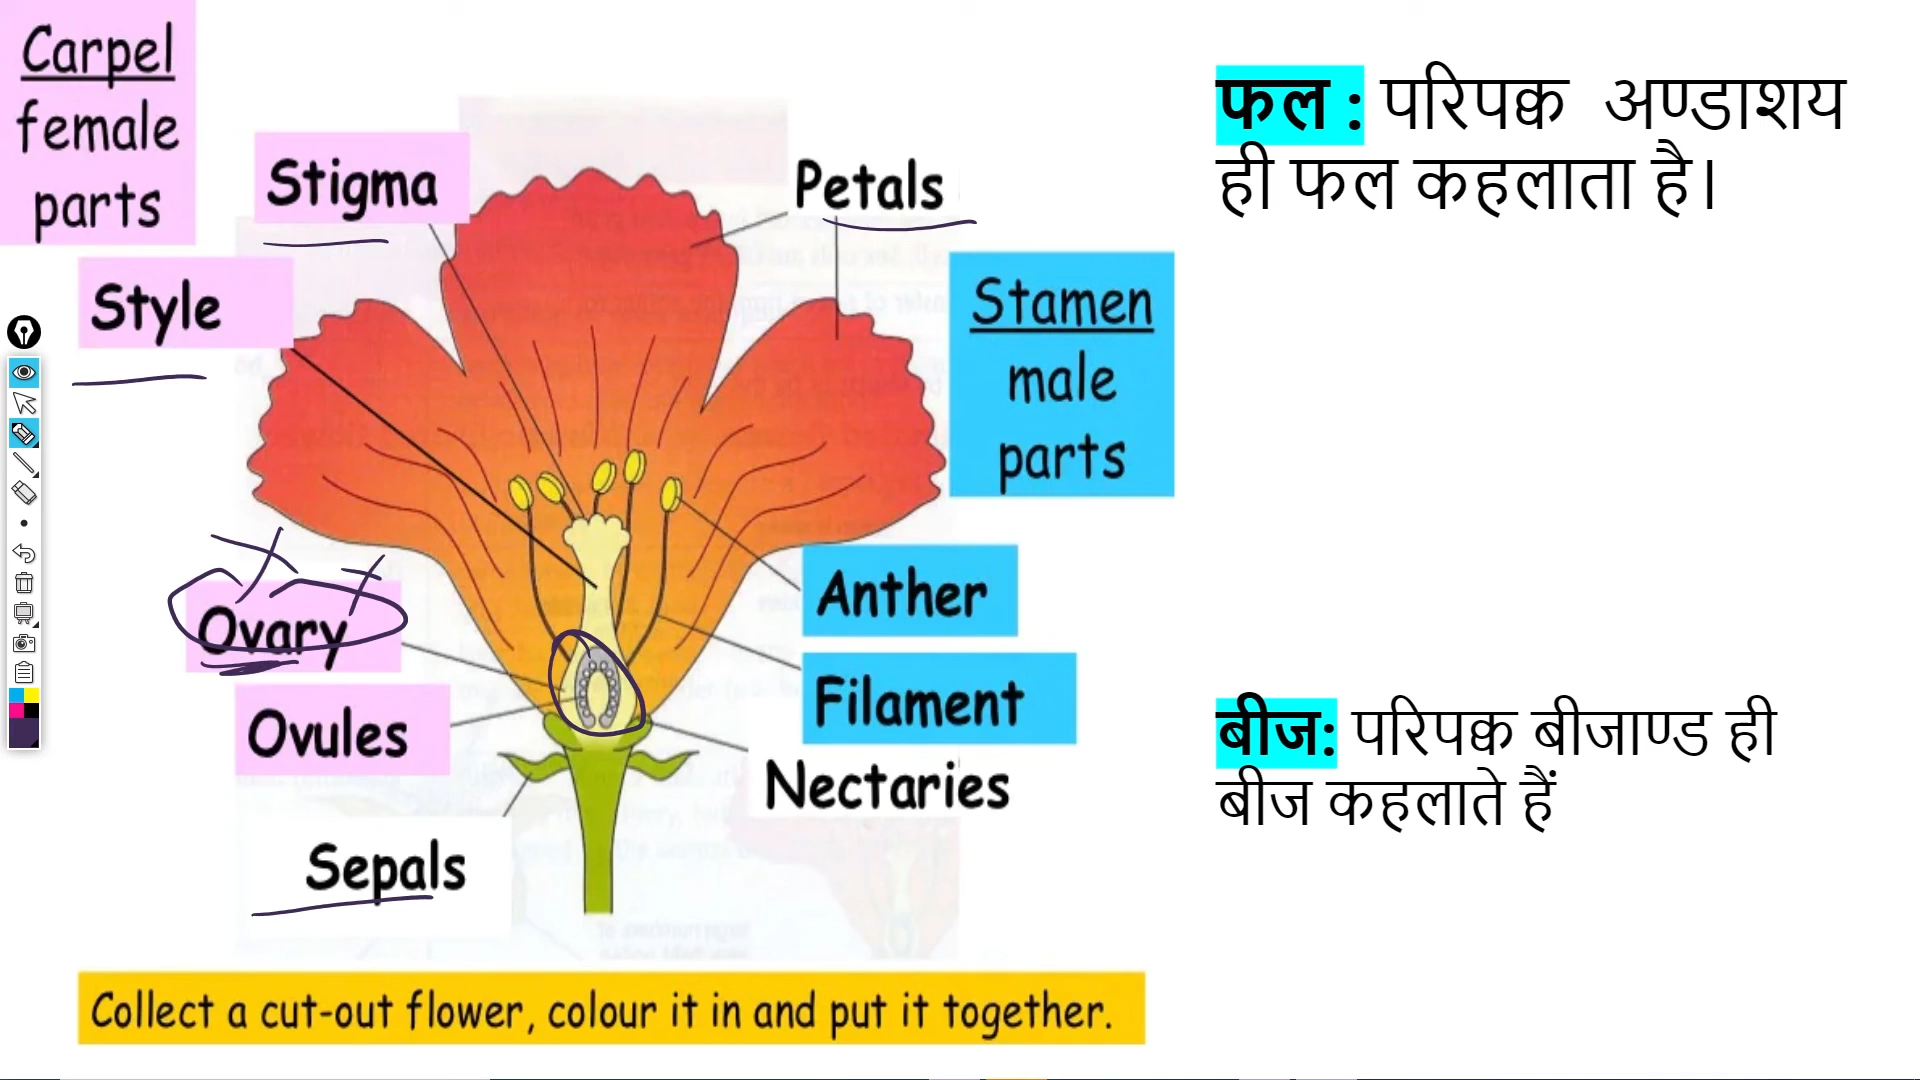 Carpel
female
parts
Stigma
Petals
Style
Stamen
male
parts
Ovary
Anther
Ovules
Filament
Nectaries
Sepals
Collect a cut-out flower, colour it in and put it together.
फल : परिपक्व अण्डाशय
ही फल कहलाता है।
बीज: परिपक्व बीजाण्ड ही
बीज कहलाते हैं